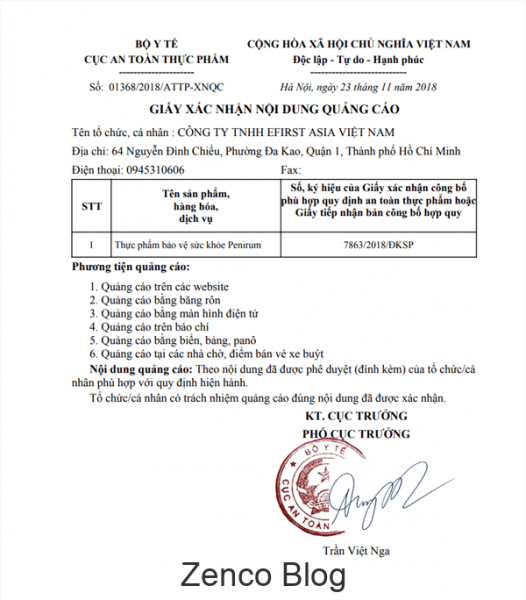 BỘ Y TẾ
CỤC AN TOÀN THỰC PHẨM
CỘNG HÒA XÃ HỘI CHỦ NGHĨA VIỆT NAM
Độc lập - Tự do - Hạnh phúc
Số: 01368/2018/ATTP-XNQC
Hà Nội, ngày 23 tháng 11 năm 2018
GIẤY XÁC NHẬN NỘI DUNG QUẢNG CÁO
Tên tổ chức, cá nhân : CÔNG TY TNHH EFIRST ASIA VIỆT NAM
Địa chỉ: 64 Nguyễn Đình Chiểu, Phường Đa Kao, Quận 1, Thành phố Hồ Chí Minh
Điện thoại: 0945310606 Fax:
STT
Tên sản phẩm,
hàng hóa,
dịch vụ
Số, ký hiệu của Giấy xác nhận công bố
phù hợp quy định an toàn thực phẩm hoặc
Giấy tiếp nhận bản công bố hợp quy
1 Thực phẩm bảo vệ sức khỏe Penirum 7863/2018/ĐKSP
Phương tiện quảng cáo:
1. Quảng cáo trên các website
2. Quảng cáo bằng băng rôn
3. Quảng cáo bằng màn hình điện tử
4. Quảng cáo trên báo chí
5. Quảng cáo bằng biển, bảng, panô
6. Quảng cáo tại các nhà chờ, điểm bán vé xe buýt
Nội dung quảng cáo: Theo nội dung đã được phê duyệt (đính kèm) của tổ chức/cá
nhân phù hợp với quy định hiện hành.
Tổ chức/cá nhân có trách nhiệm quảng cáo đúng nội dung đã được xác nhận.
KT. CỤC TRƯỞNG
PHÓ CỤC TRƯỞNG
BỘ Y TẾ
CỤC AN TOÀN
Trần Việt Nga
Zenco Blog